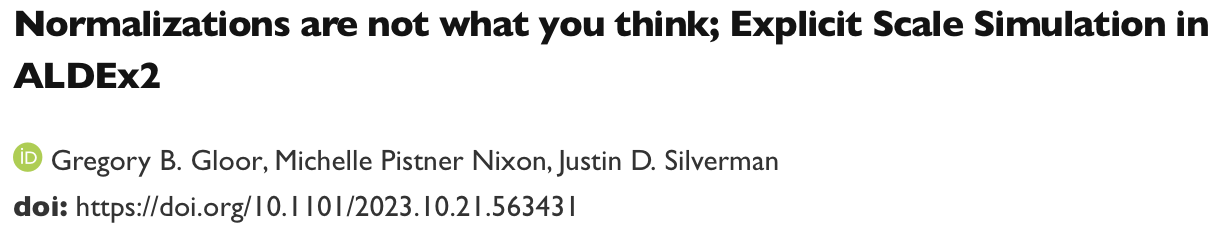 Normalizations are not what you think; Explicit Scale Simulation in
ALDEx2
iD Gregory B. Gloor, Michelle Pistner Nixon, Justin D. Silverman
doi: https://doi.org/10.1101/2023.10.21.563431